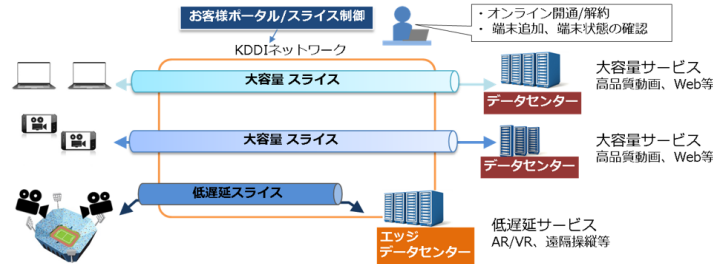 お客様ポータル/スライス制御
・オンライン開通/解約
・ 端末追加、端末状態の確認
KDDIネットワーク
大容量 スライス
データセンター
大容量サービス
高品質動画、Web等
大容量 スライス
データセンター
大容量サービス
高品質動画、Web等
低遅延スライス
エッジ
データセンター
低遅延サービス
AR/VR、遠隔操縦等